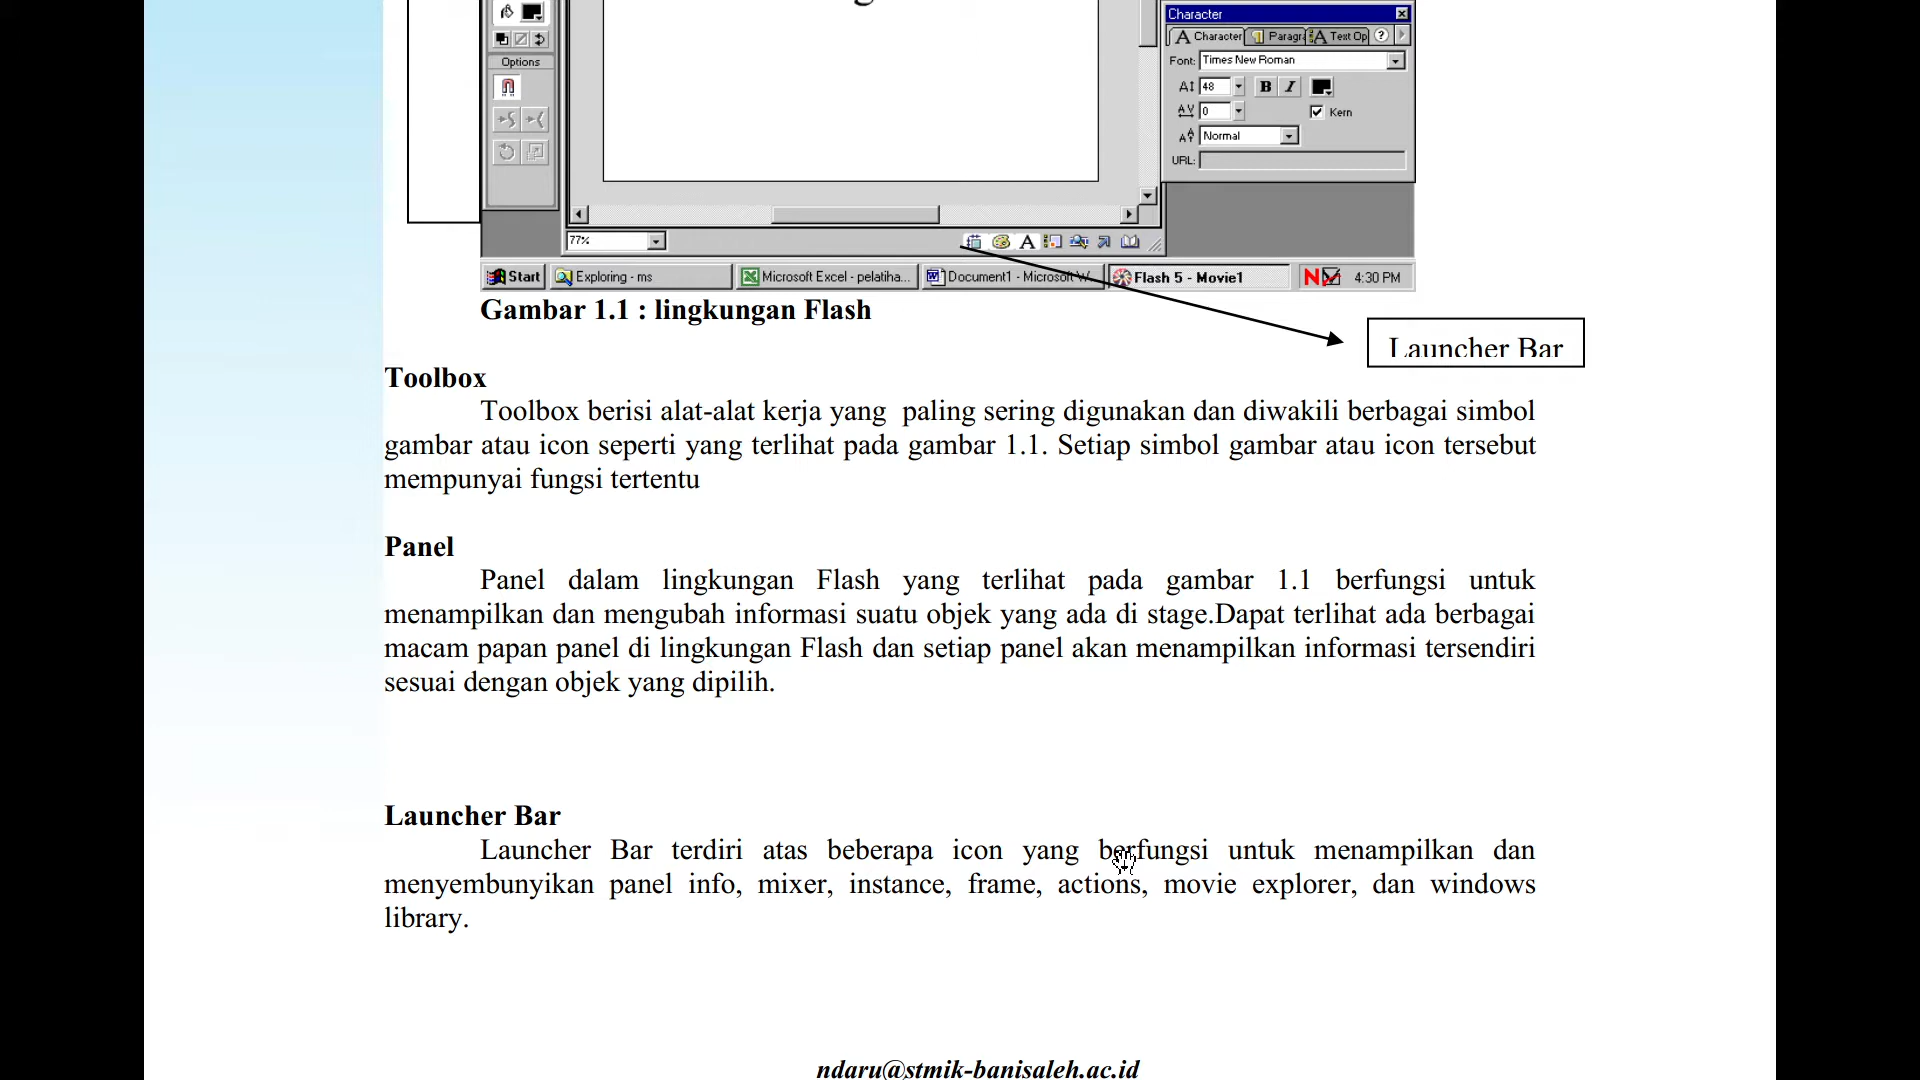 Character
Character Paragr Text Op ?
Options
Font: Times New Roman
48 B I
0 Kern
Normal
URL:
77%
Start Exploring - ms Microsoft Excel - pelatiha... Document1 - Microsoft W Flash 5 - Movie1 4:30 PM
Gambar 1.1 : lingkungan Flash
Launcher Bar
Toolbox
Toolbox berisi alat-alat kerja yang paling sering digunakan dan diwakili berbagai simbol
gambar atau icon seperti yang terlihat pada gambar 1.1. Setiap simbol gambar atau icon tersebut
mempunyai fungsi tertentu
Panel
Panel dalam lingkungan Flash yang terlihat pada gambar 1.1 berfungsi untuk
menampilkan dan mengubah informasi suatu objek yang ada di stage.Dapat terlihat ada berbagai
macam papan panel di lingkungan Flash dan setiap panel akan menampilkan informasi tersendiri
sesuai dengan objek yang dipilih.
Launcher Bar
Launcher Bar terdiri atas beberapa icon yang berfungsi untuk menampilkan dan
menyembunyikan panel info, mixer, instance, frame, actions, movie explorer, dan windows
library.
ndaru@stmik-banisaleh.ac.id